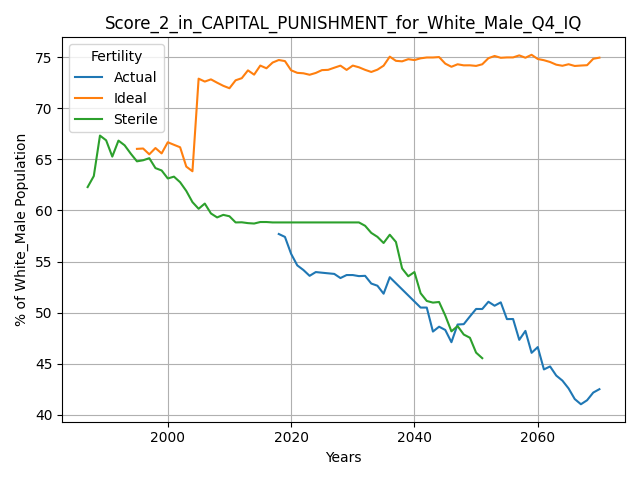 Score_2_in_CAPITAL_PUNISHMENT_for_White_Male_Q4_IQ
Fertility
Actual
Ideal
Sterile
% of White_Male Population
75
70
65
60
55
50
45
40
2000
2020
2040
2060
Years